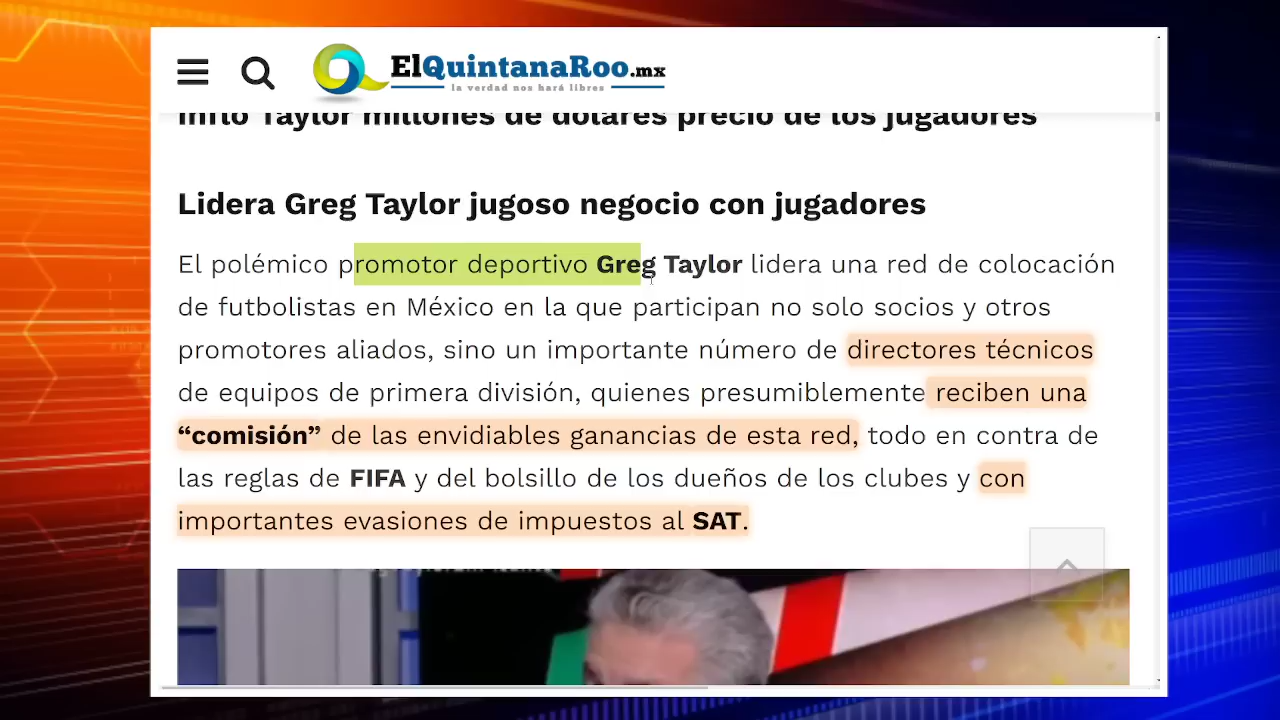 ElQuintanaRoo.mx
la verdad nos hará libres
Infló Taylor millones de dólares precio de los jugadores
Lidera Greg Taylor jugoso negocio con jugadores
El polémico promotor deportivo Greg Taylor lidera una red de colocación
de futbolistas en México en la que participan no solo socios y otros
promotores aliados, sino un importante número de directores técnicos
de equipos de primera división, quienes presumiblemente reciben una
“comisión” de las envidiables ganancias de esta red, todo en contra de
las reglas de FIFA y del bolsillo de los dueños de los clubes y con
importantes evasiones de impuestos al SAT.